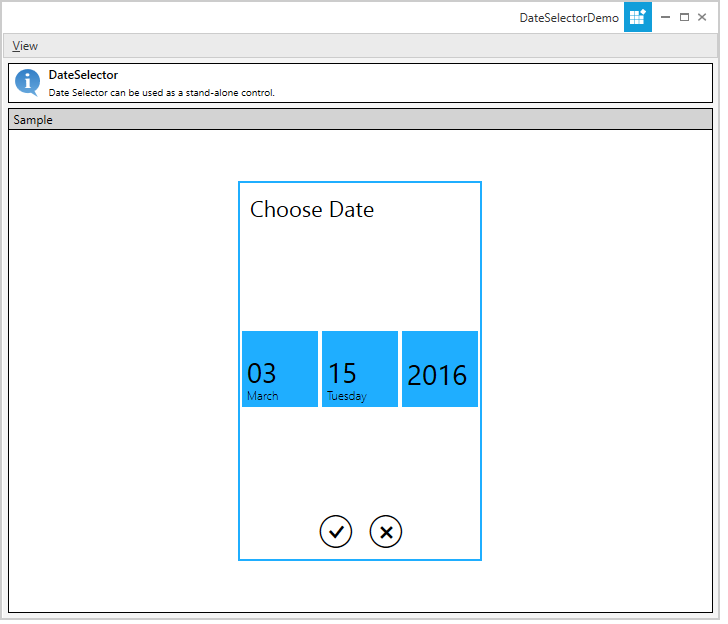 DateSelectorDemo
View
DateSelector
Date Selector can be used as a stand-alone control.
Sample
Choose Date
03 15 2016
March Tuesday